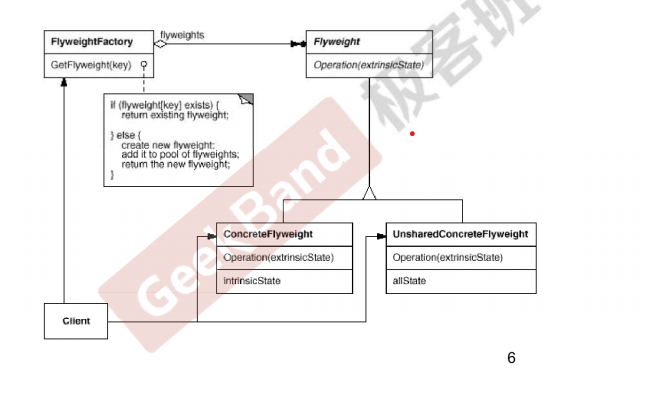 FlyweightFactory
GetFlyweight(key)
flyweights
Flyweight
Operation(extrinsicState)
if (flyweight[key] exists) {
return existing flyweight;
} else {
create new flyweight;
add it to pool of flyweights;
return the new flyweight;
}
极客班
GeekBand
ConcreteFlyweight
Operation(extrinsicState)
intrinsicState
UnsharedConcreteFlyweight
Operation(extrinsicState)
allState
Client
6